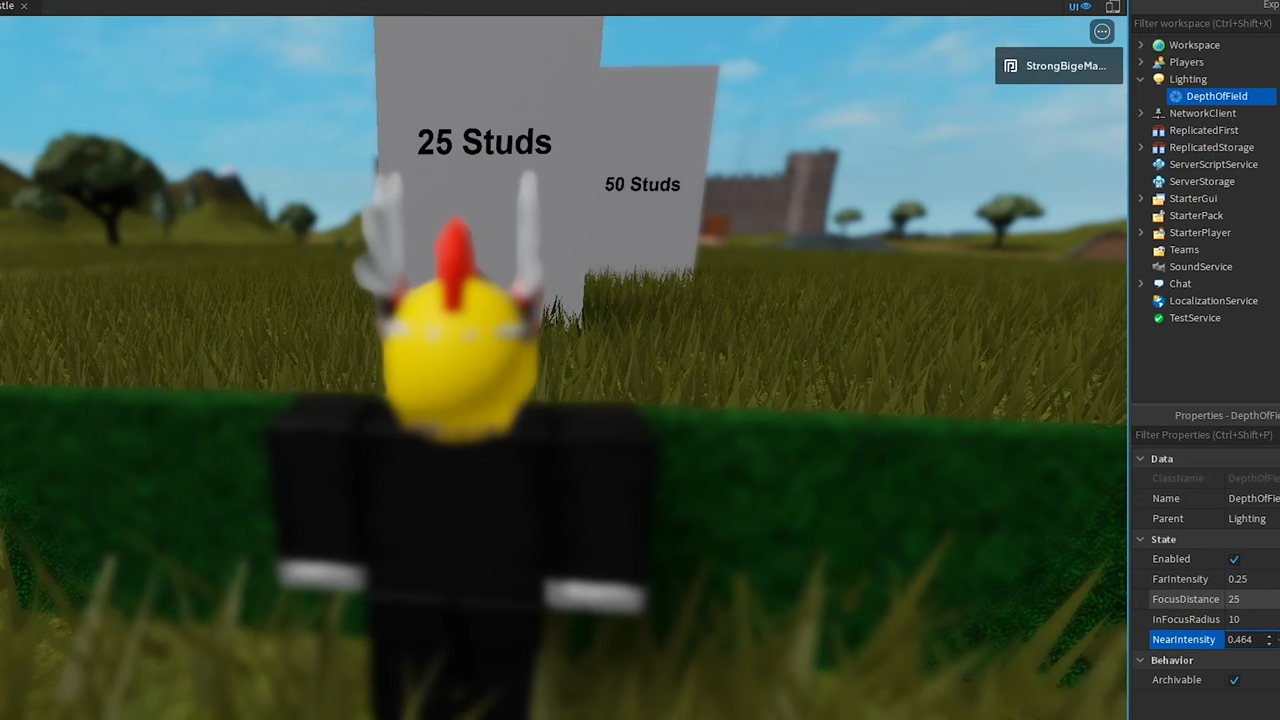 stle ×
UI
Exp
Filter workspace (Ctrl+Shift+X)
StrongBigeMa...
25 Studs
50 Studs
Workspace
Players
Lighting
DepthOfField
NetworkClient
ReplicatedFirst
ReplicatedStorage
ServerScriptService
ServerStorage
StarterGui
StarterPack
StarterPlayer
Teams
SoundService
Chat
LocalizationService
TestService
Properties - DepthOfFie
Filter Properties (Ctrl+Shift+P)
Data
ClassName DepthOfFie
Name DepthOfFie
Parent Lighting
State
Enabled
FarIntensity 0.25
FocusDistance 25
InFocusRadius 10
NearIntensity 0.464
Behavior
Archivable